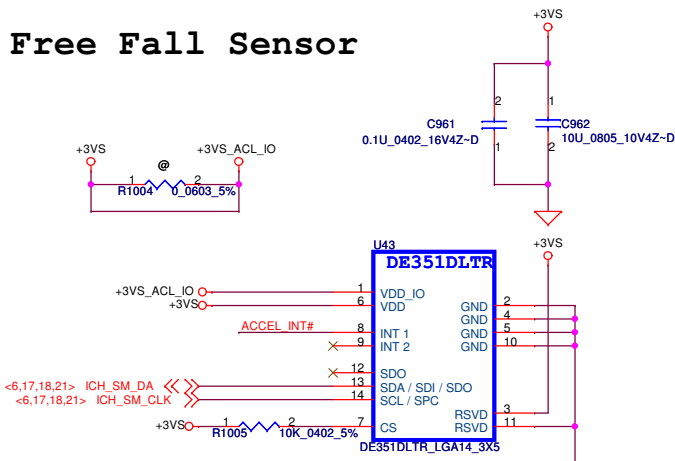 Free Fall Sensor
+3VS
2
1
C961
0.1U_0402_16V4Z~D
1
C962
10U_0805_10V4Z~D
2
+3VS
+3VS_ACL_IO
@
1
2
R1004
0_0603_5%
+3VS
U43
DE351DLTR
+3VS_ACL_IO
1
VDD_IO
GND
2
+3VS
6
VDD
GND
4
ACCEL_INT#
8
INT 1
GND
5
9
INT 2
GND
10
12
SDO
<6,17,18,21> ICH_SM_DA
13
SDA / SDI / SDO
<6,17,18,21> ICH_SM_CLK
14
SCL / SPC
RSVD
3
+3VS
1
2
R1005
10K_0402_5%
7
CS
RSVD
11
DE351DLTR_LGA14_3X5